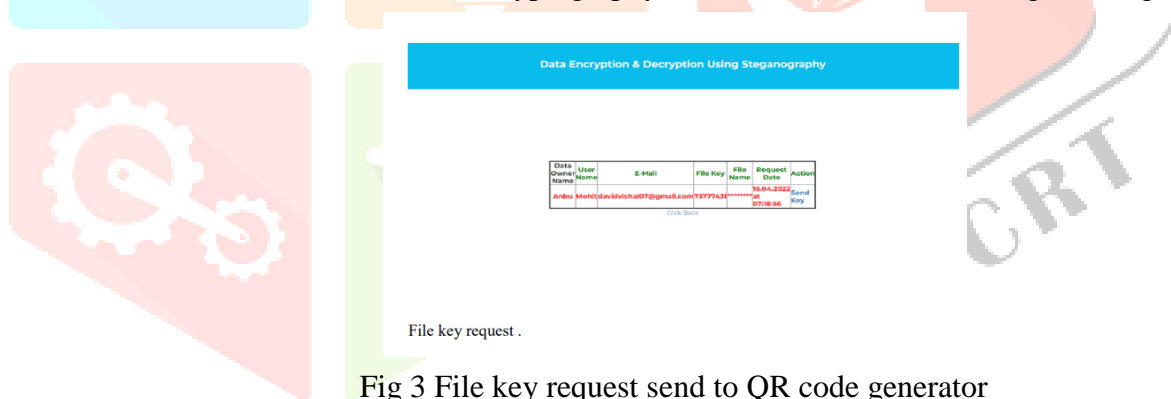 Data Encryption & Decryption Using Steganography
Data Owner Name User Name E-Mail File Key File Name Request Date Action
Anbu Mohit davidvishal07@gmail.com 73777431 ******** 16.04.2022 at 07:18:56 Send Key
Click Back
File key request .
Fig 3 File key request send to QR code generator
CRT